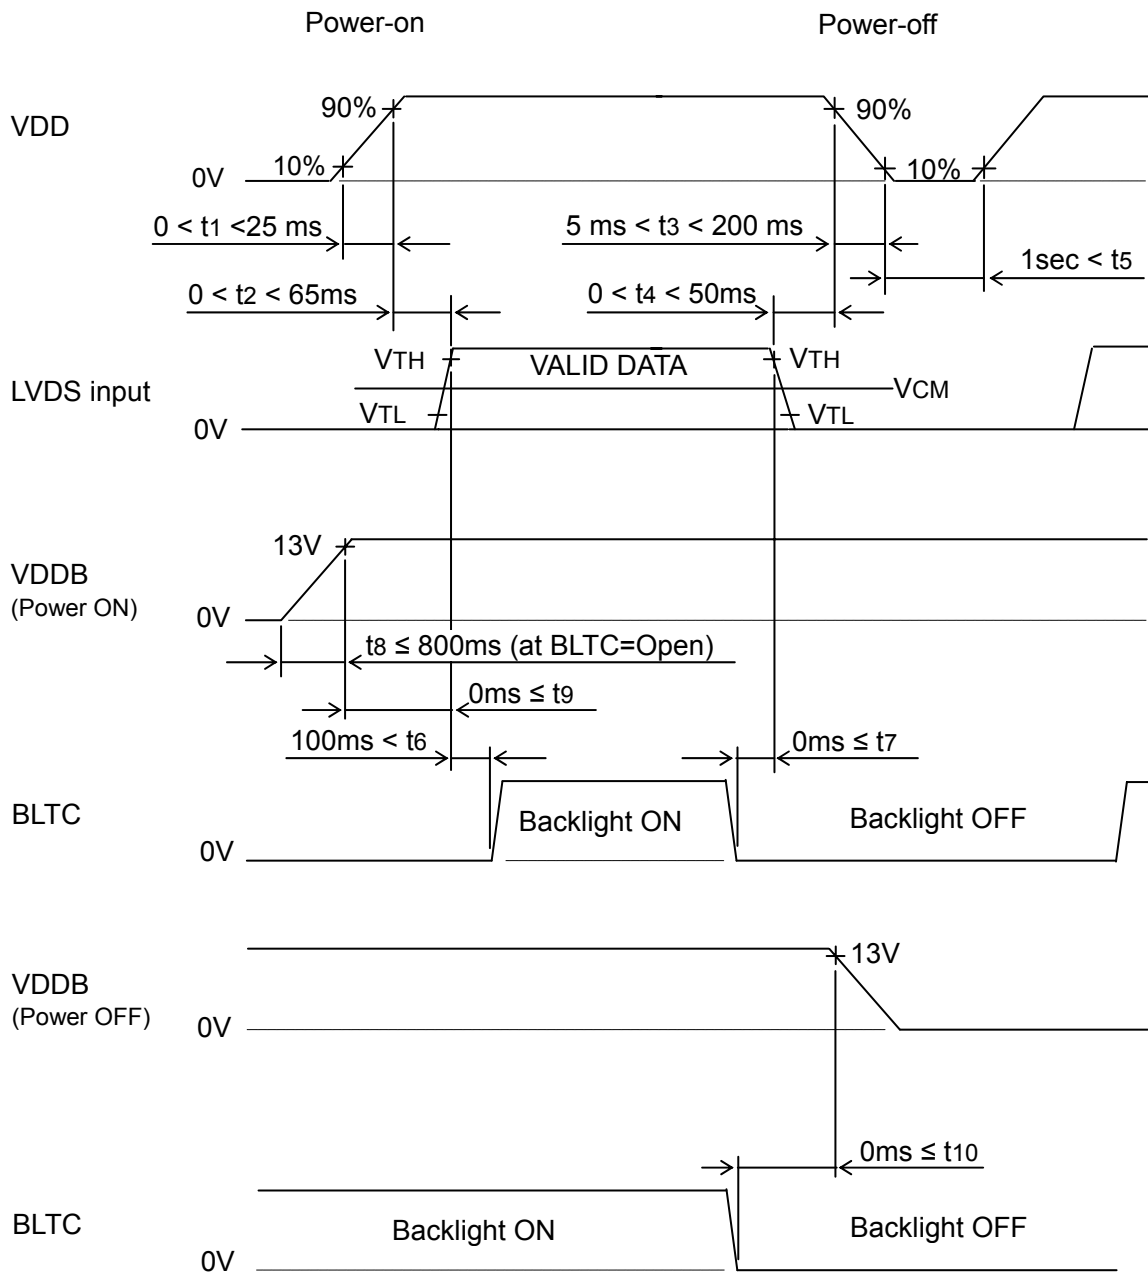 Power-on Power-off
VDD
90% 90%
10% 10%
0V
0 < t1 <25 ms 5 ms < t3 < 200 ms
1sec < t5
0 < t2 < 65ms 0 < t4 < 50ms
LVDS input
VTH VALID DATA VTH
VCM
VTL VTL
0V
VDDB
(Power ON)
13V
0V
t8 ≤ 800ms (at BLTC=Open)
0ms ≤ t9
100ms < t6 0ms ≤ t7
BLTC
Backlight ON Backlight OFF
0V
VDDB
(Power OFF)
13V
0V
0ms ≤ t10
BLTC
Backlight ON Backlight OFF
0V